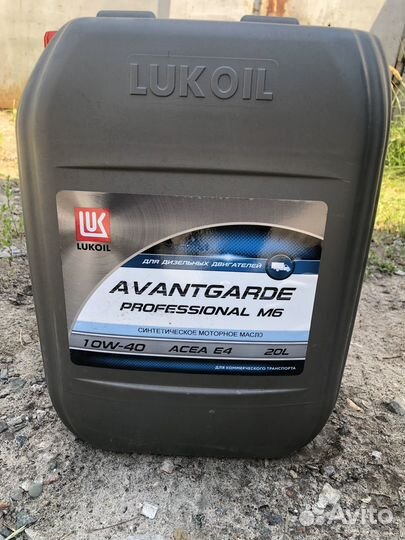 LUKOIL
LUK
LUKOIL
ДЛЯ ДИЗЕЛЬНЫХ ДВИГАТЕЛЕЙ
AVANTGARDE
PROFESSIONAL M6
СИНТЕТИЧЕСКОЕ МОТОРНОЕ МАСЛО
10W-40 ACEA E4 20L
ДЛЯ КОММЕРЧЕСКОГО ТРАНСПОРТА
Avito